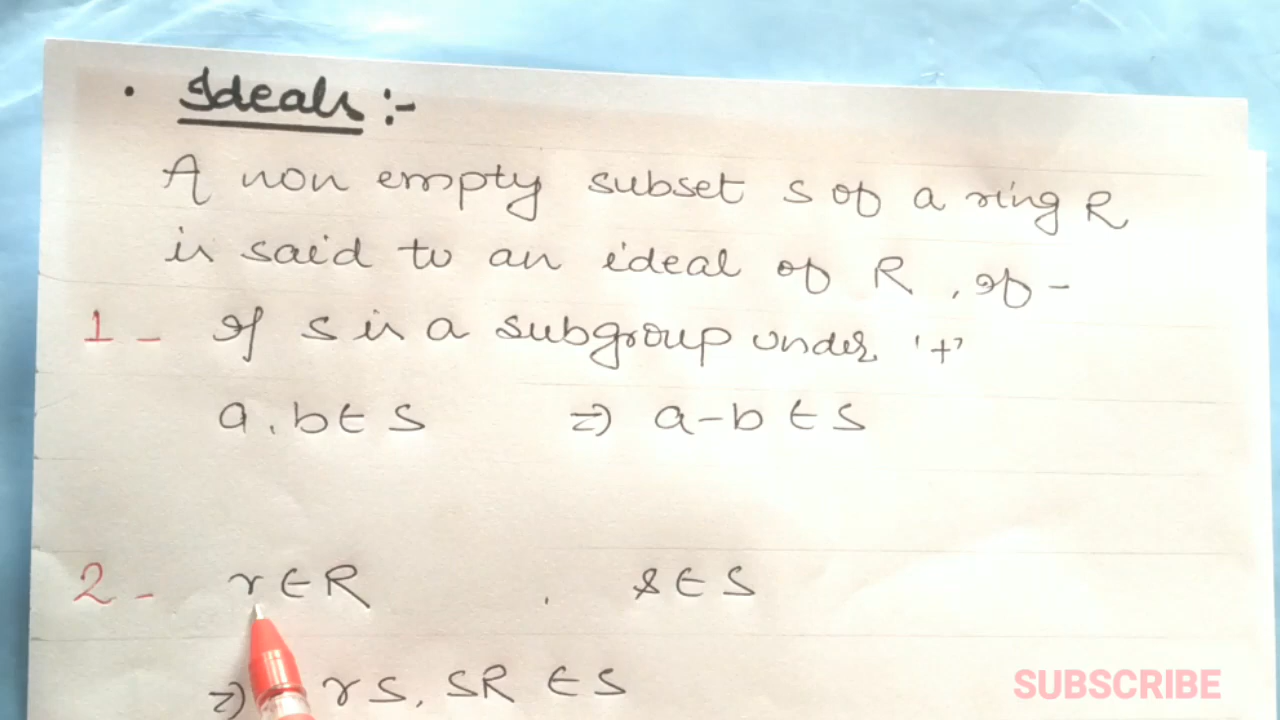 • Ideals :-
A non empty subset S of a ring R
is said to an ideal of R , if -
1 - If S is a subgroup under '+'
a, b ∈ S ⇒ a-b ∈ S
2 - r ∈ R , s ∈ S
⇒ rs, SR ∈ S
SUBSCRIBE